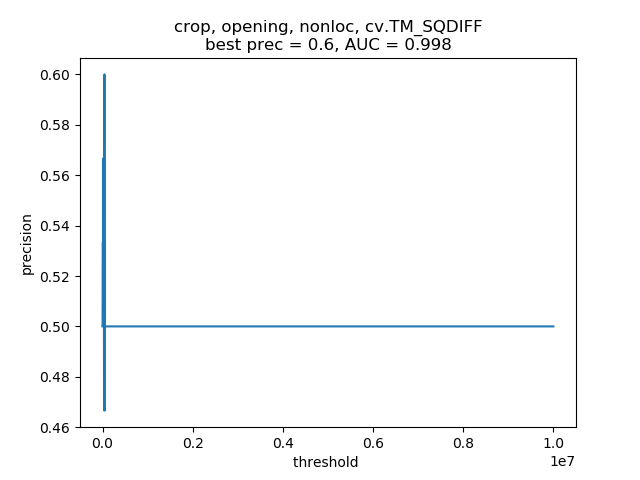 crop, opening, nonloc, cv.TM_SQDIFF
best prec = 0.6, AUC = 0.998
0.60
0.58
0.56
0.54
0.52
0.50
0.48
0.46
precision
0.0
0.2
0.4
0.6
0.8
1.0
1e7
threshold